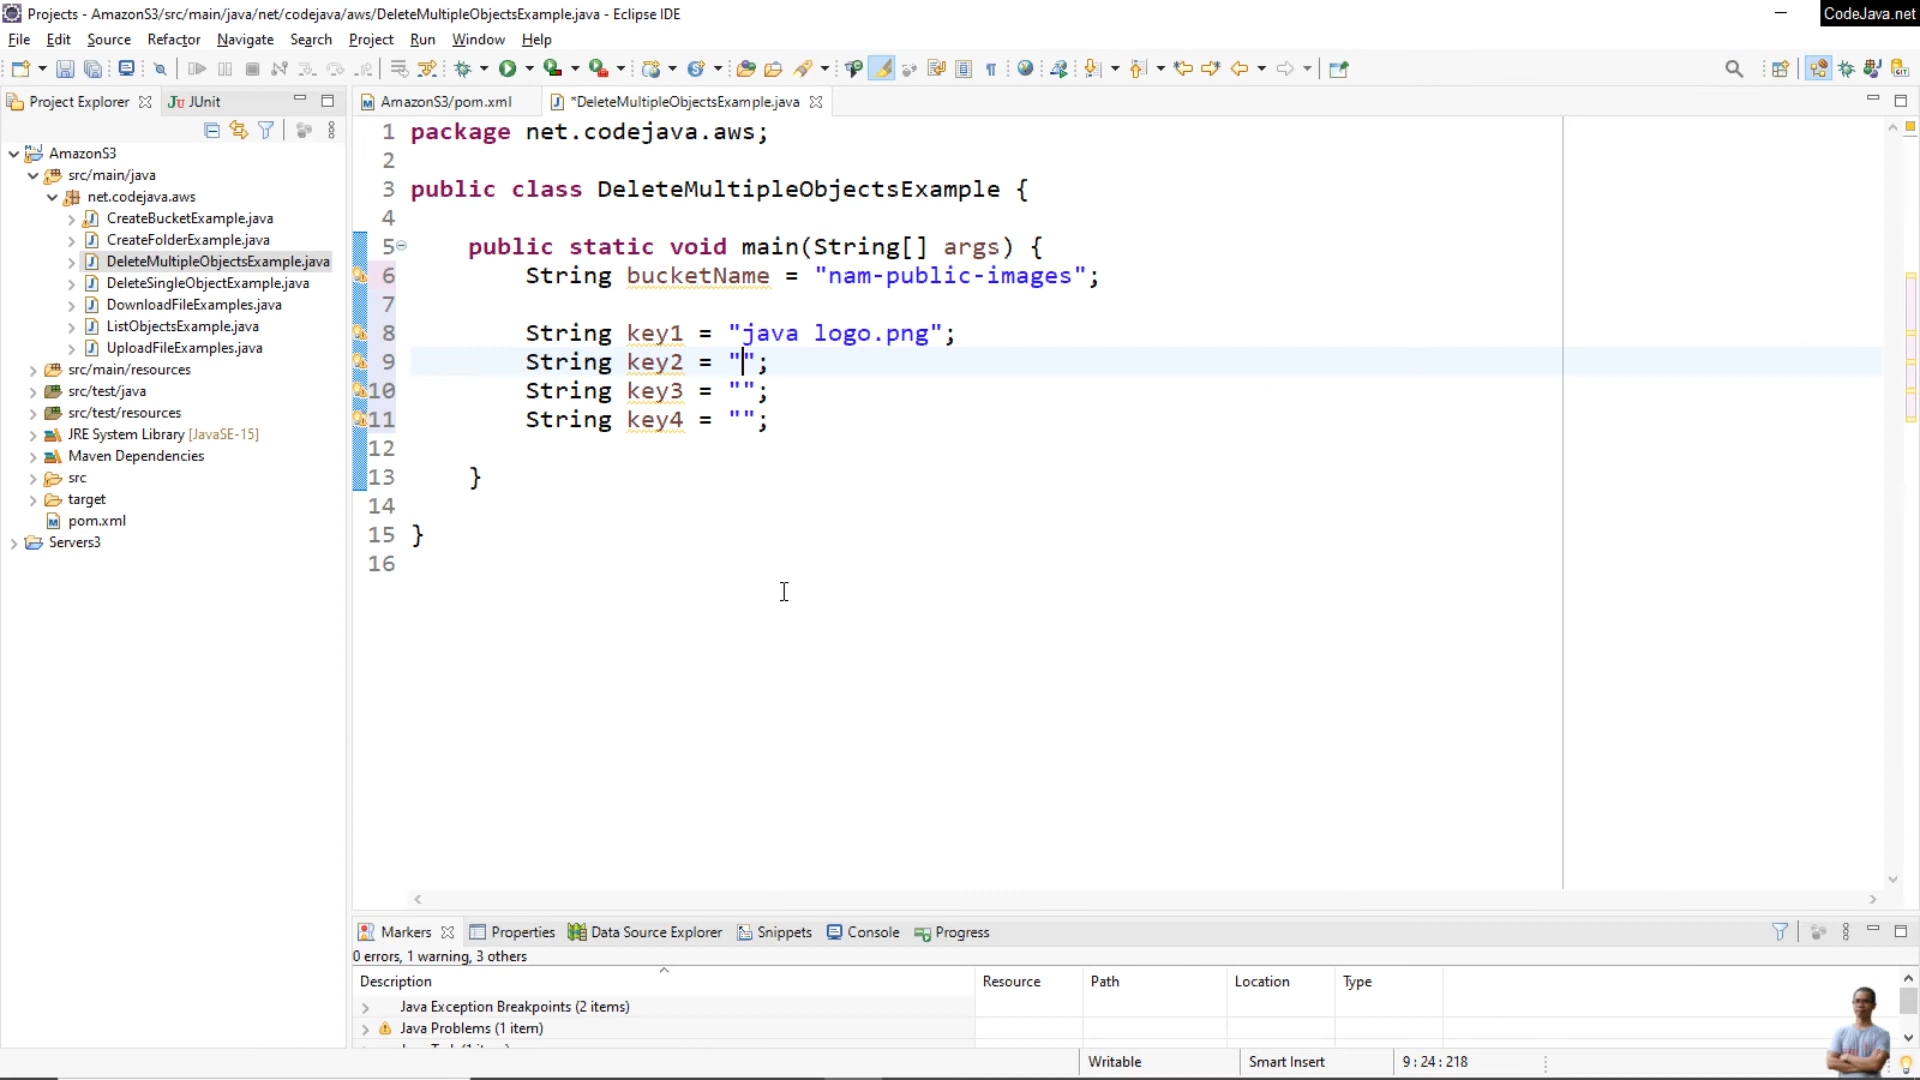 Projects - AmazonS3/src/main/java/net/codejava/aws/DeleteMultipleObjectsExample.java - Eclipse IDE
CodeJava.net
File Edit Source Refactor Navigate Search Project Run Window Help
Project Explorer JUnit
AmazonS3/pom.xml *DeleteMultipleObjectsExample.java
AmazonS3
src/main/java
net.codejava.aws
CreateBucketExample.java
CreateFolderExample.java
DeleteMultipleObjectsExample.java
DeleteSingleObjectExample.java
DownloadFileExamples.java
ListObjectsExample.java
UploadFileExamples.java
src/main/resources
src/test/java
src/test/resources
JRE System Library [JavaSE-15]
Maven Dependencies
src
target
pom.xml
Servers3
1 package net.codejava.aws;
2
3 public class DeleteMultipleObjectsExample {
4
5 public static void main(String[] args) {
6 String bucketName = "nam-public-images";
7
8 String key1 = "java logo.png";
9 String key2 = "";
10 String key3 = "";
11 String key4 = "";
12
13 }
14
15 }
16
Markers Properties Data Source Explorer Snippets Console Progress
0 errors, 1 warning, 3 others
Description Resource Path Location Type
Java Exception Breakpoints (2 items)
Java Problems (1 item)
Writable Smart Insert 9 : 24 : 218